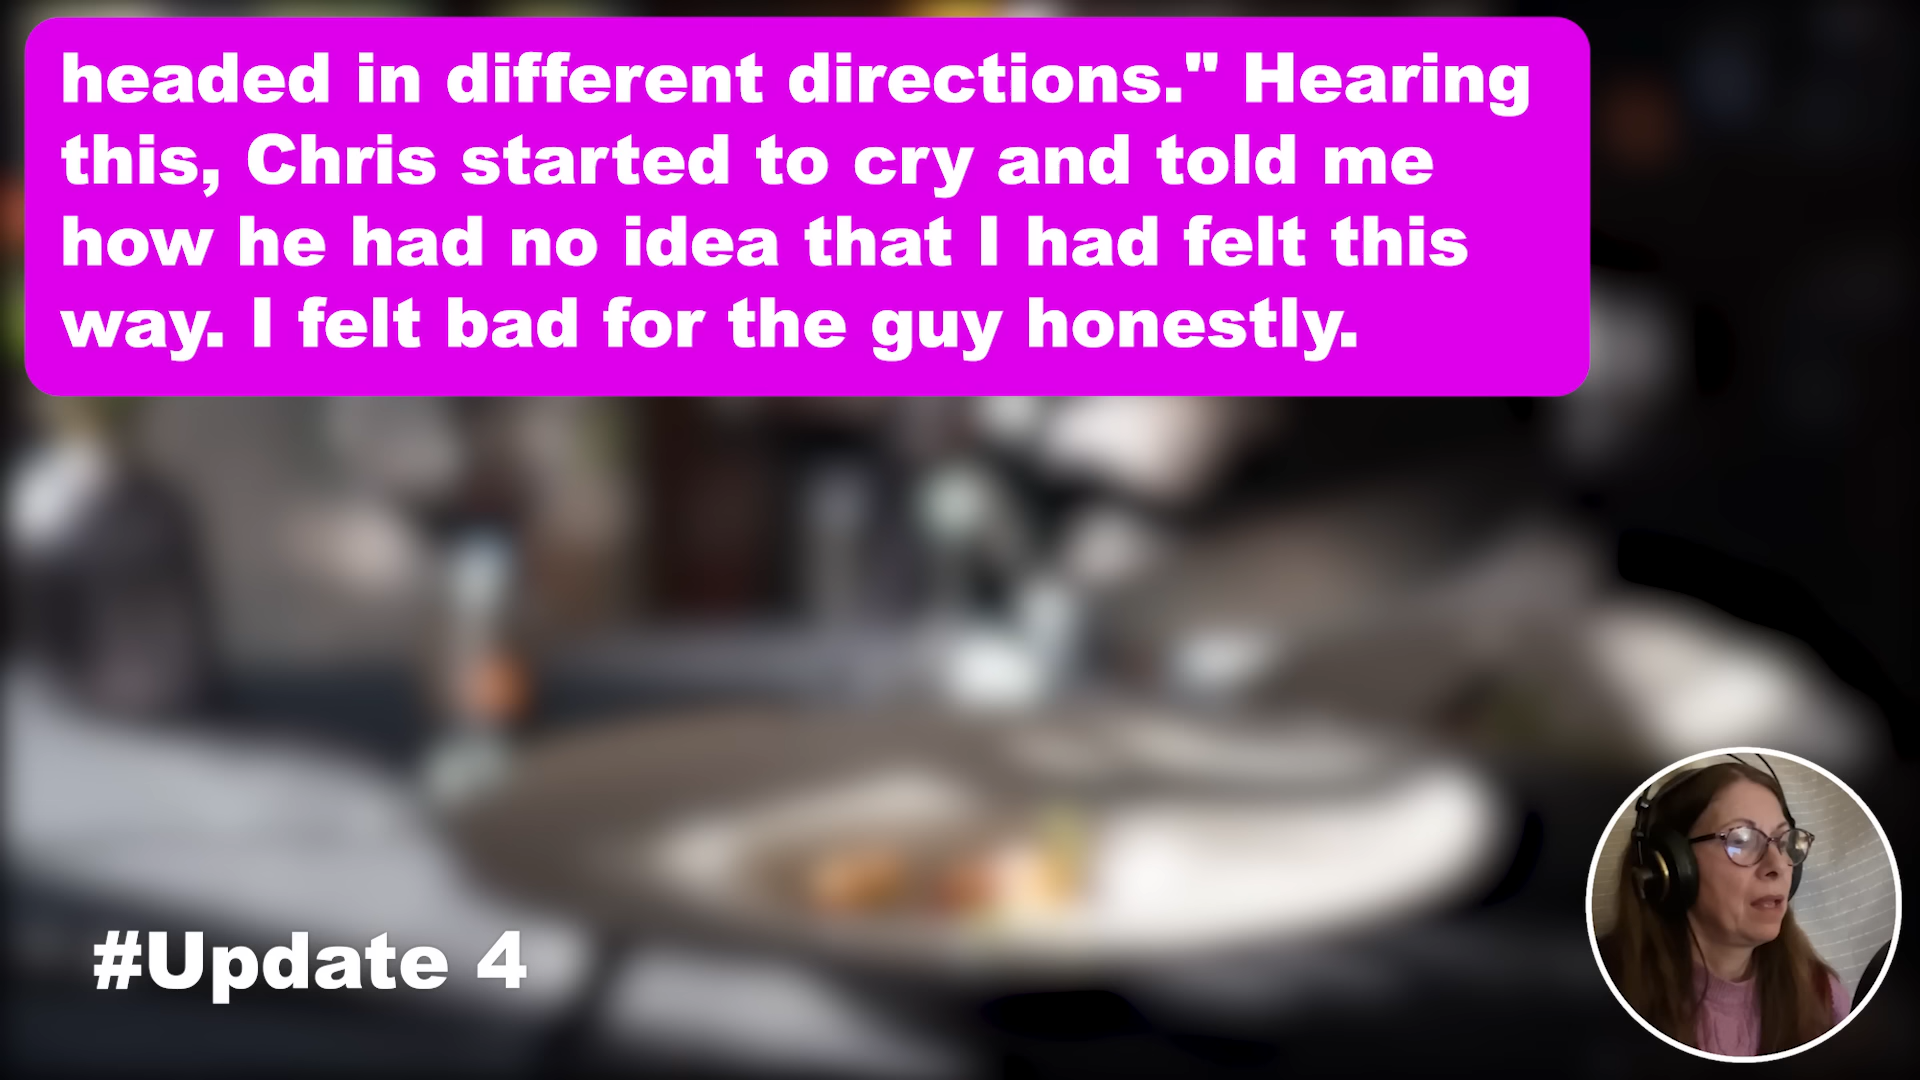 headed in different directions." Hearing
this, Chris started to cry and told me
how he had no idea that I had felt this
way. I felt bad for the guy honestly.
#Update 4